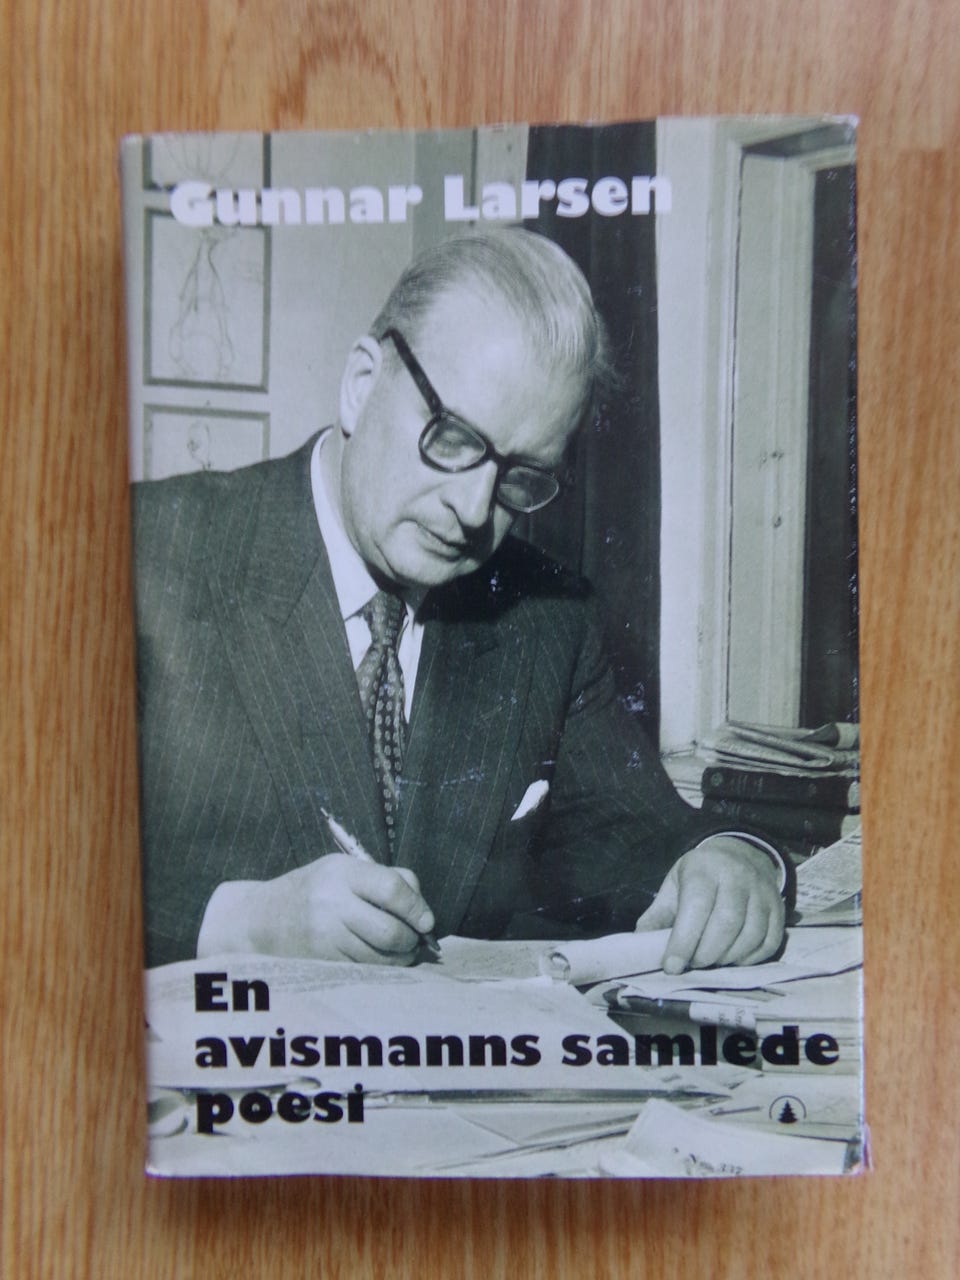 Gunnar Larsen
En
avismanns samlede
poesi